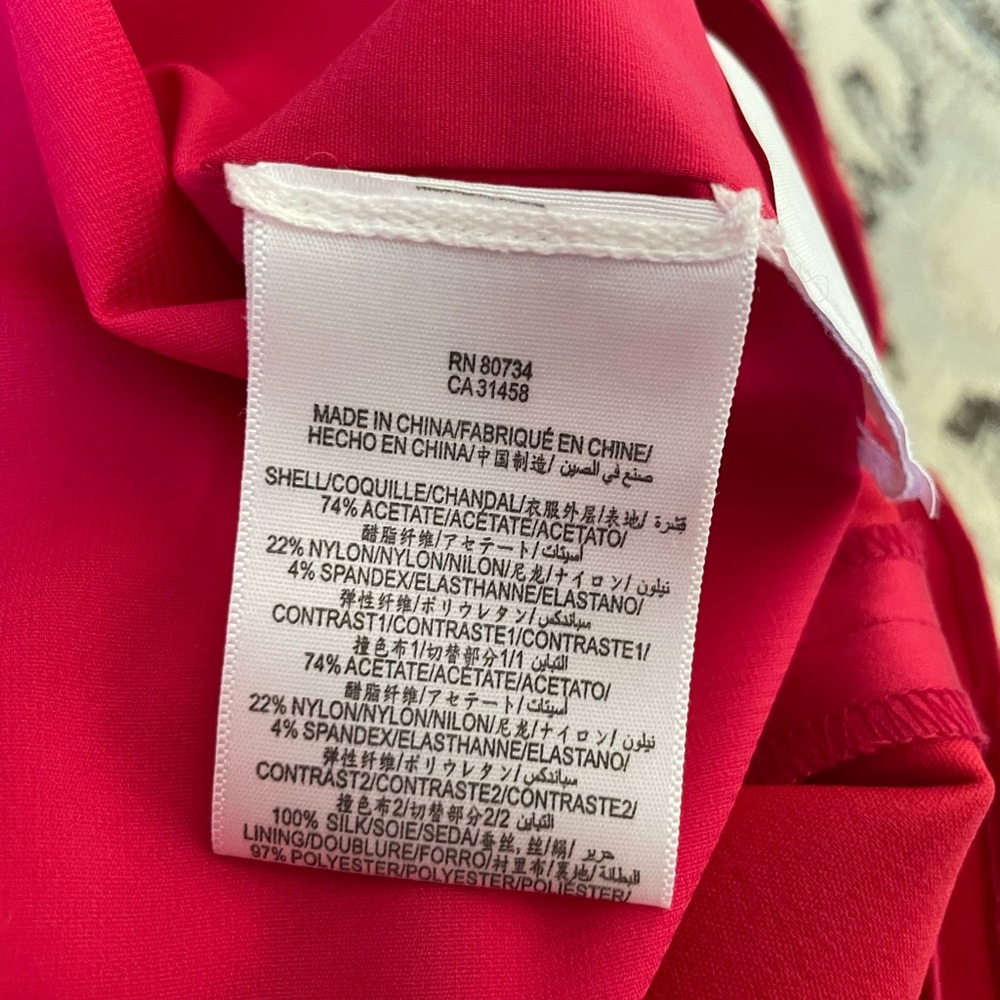 RN 80734
CA 31458
MADE IN CHINA/FABRIQUÉ EN CHINE/
HECHO EN CHINA/中国制造/ صنع في الصين
SHELL/COQUILLE/CHANDAL/衣服外层/表地/ قشرة
74% ACETATE/ACÉTATE/ACETATO/
醋脂纤维/アセテート/أسيتات
22% NYLON/NYLON/NILON/尼龙/ナイロン/ نيلون
4% SPANDEX/ELASTHANNE/ELASTANO/
弹性纤维/ポリウレタン/سباندكس
CONTRAST1/CONTRASTE1/CONTRASTE1/
撞色布1/切替部分1/1 التباين
74% ACETATE/ACÉTATE/ACETATO/
醋脂纤维/アセテート/أسيتات
22% NYLON/NYLON/NILON/尼龙/ナイロン/ نيلون
4% SPANDEX/ELASTHANNE/ELASTANO/
弹性纤维/ポリウレタン/سباندكس
CONTRAST2/CONTRASTE2/CONTRASTE2/
撞色布2/切替部分2/2 التباين
100% SILK/SOIE/SEDA/蚕丝, 丝/絹/ حرير
LINING/DOUBLURE/FORRO/衬里布/裏地/البطانة
97% POLYESTER/POLYESTER/POLIÉSTER/